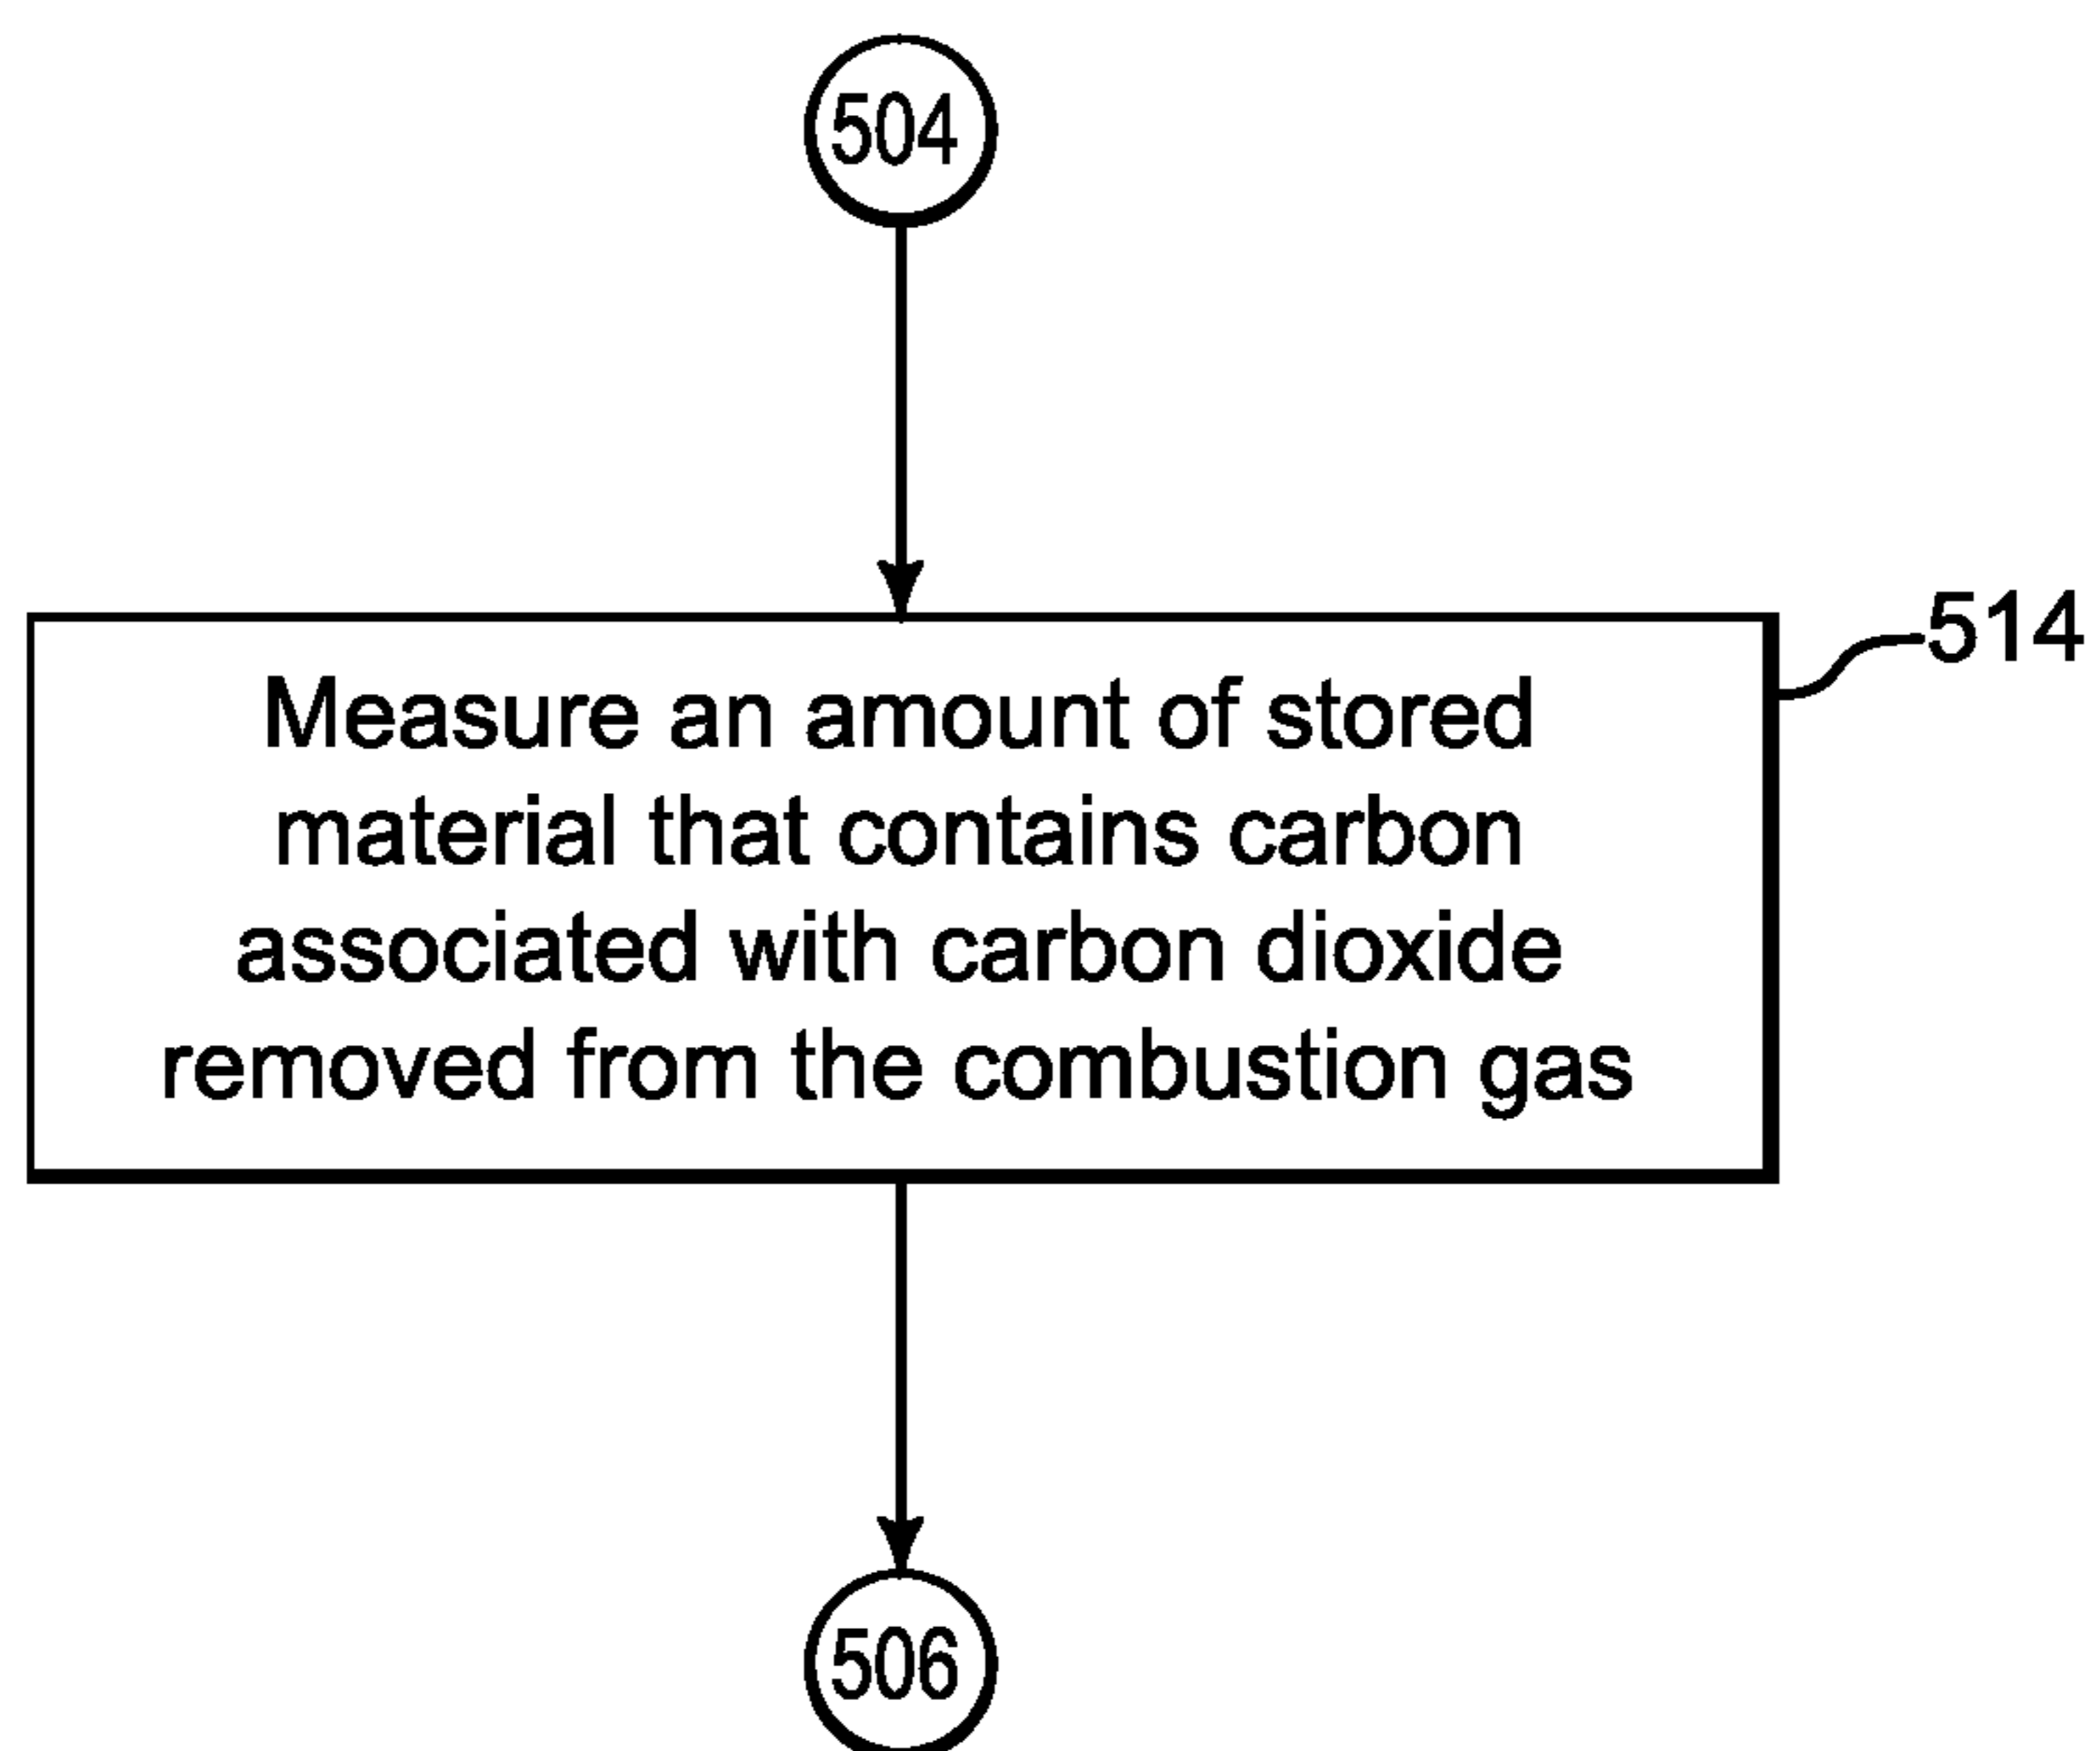 504
514
Measure an amount of stored
material that contains carbon
associated with carbon dioxide
removed from the combustion gas
506